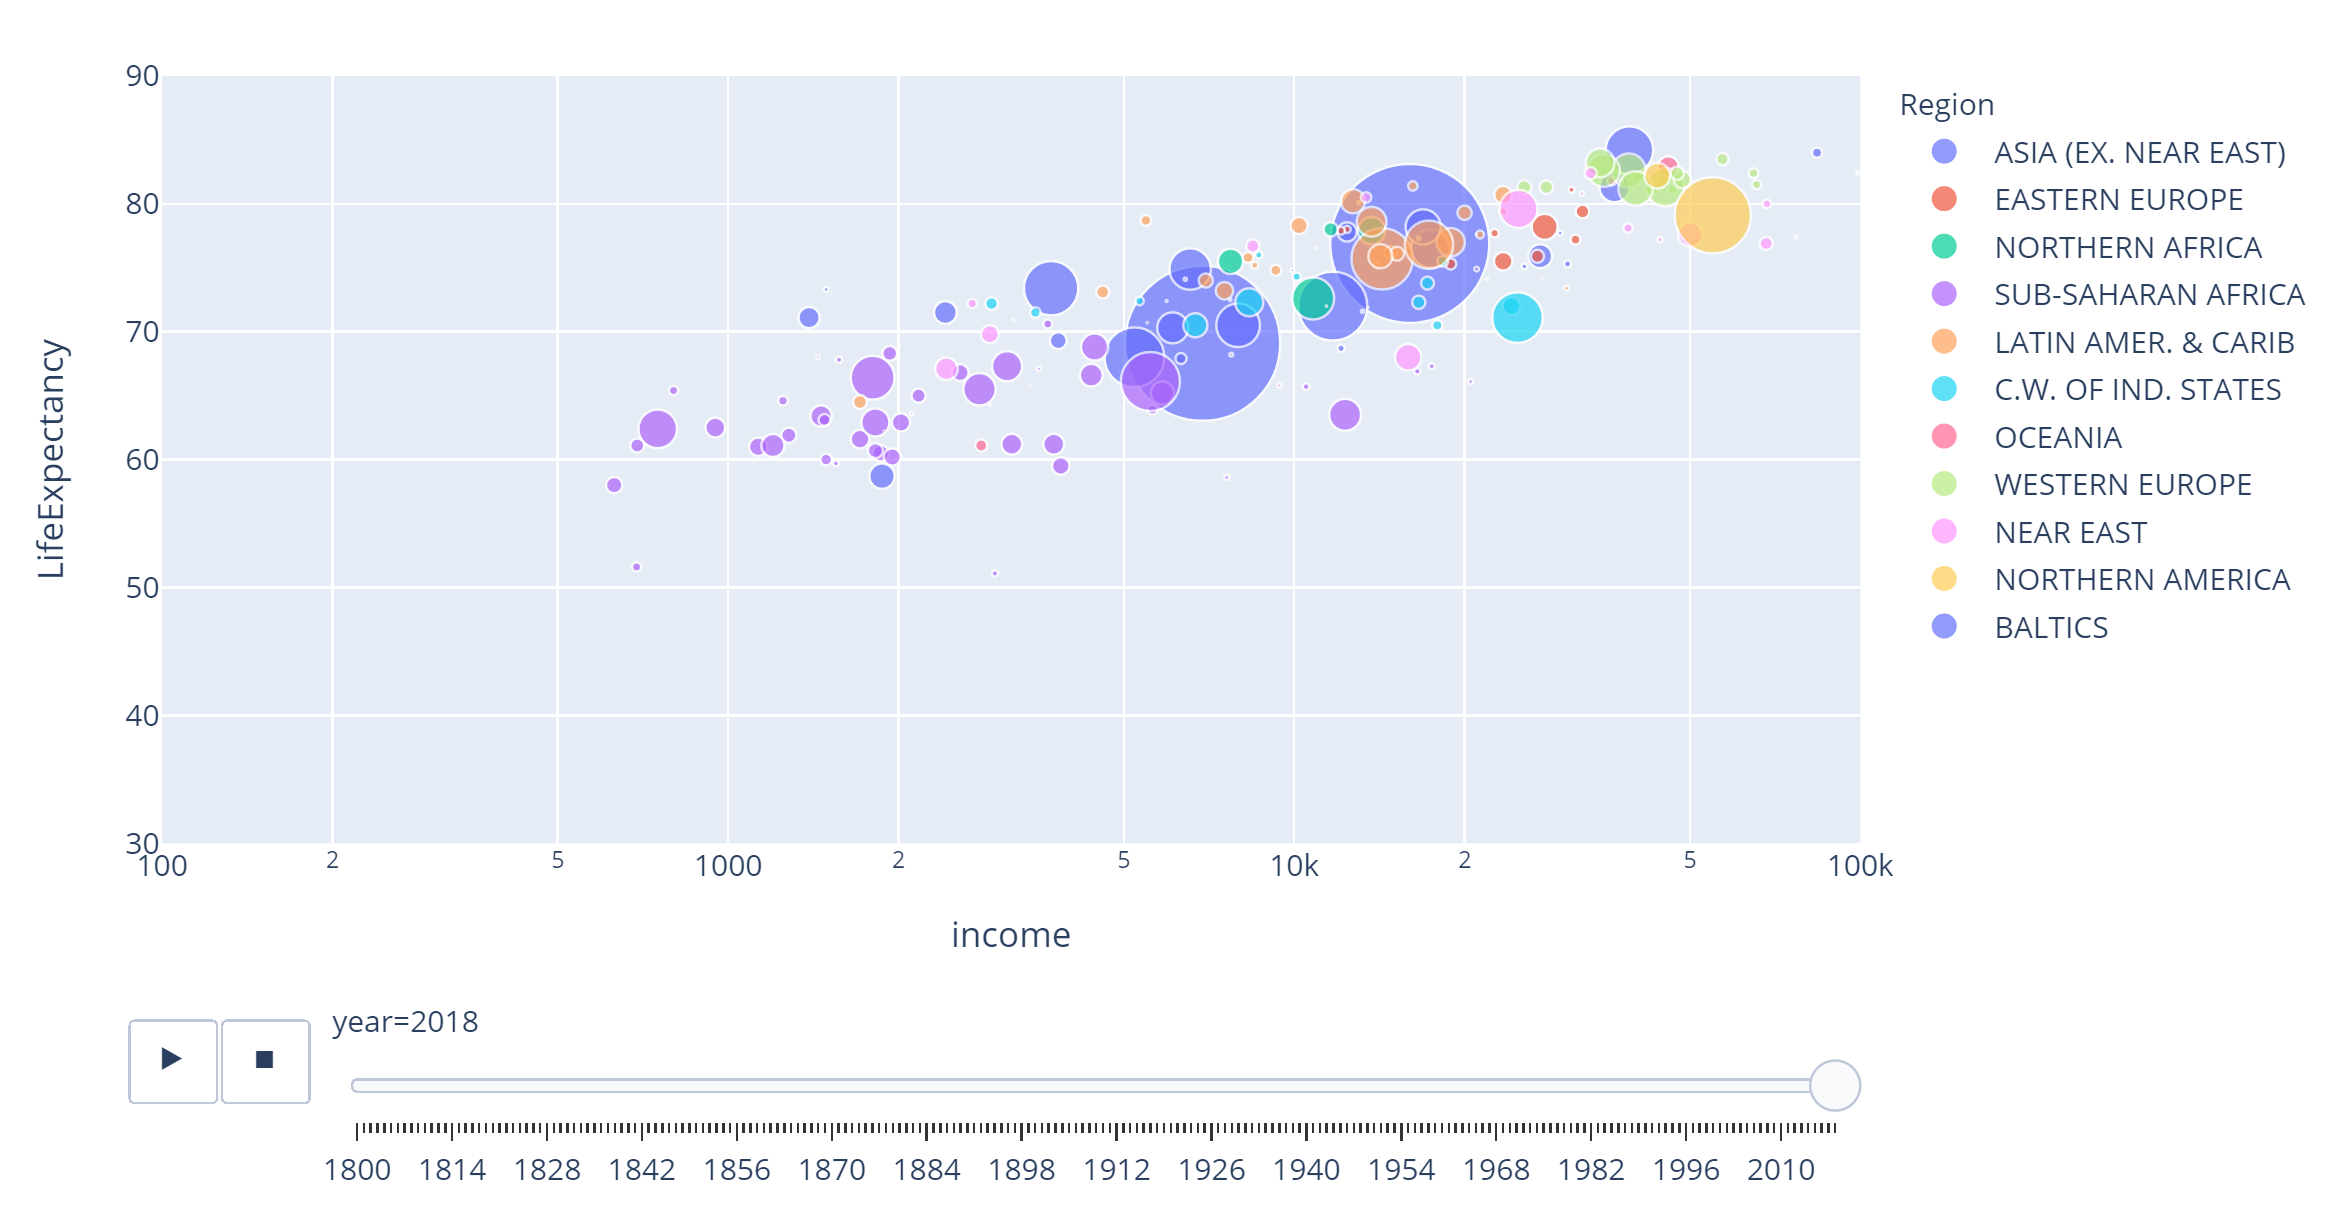 90
80
70
60
50
40
30
LifeExpectancy
100 2 5 1000 2 5 10k 2 5 100k
income
Region
ASIA (EX. NEAR EAST)
EASTERN EUROPE
NORTHERN AFRICA
SUB-SAHARAN AFRICA
LATIN AMER. & CARIB
C.W. OF IND. STATES
OCEANIA
WESTERN EUROPE
NEAR EAST
NORTHERN AMERICA
BALTICS
year=2018
1800 1814 1828 1842 1856 1870 1884 1898 1912 1926 1940 1954 1968 1982 1996 2010